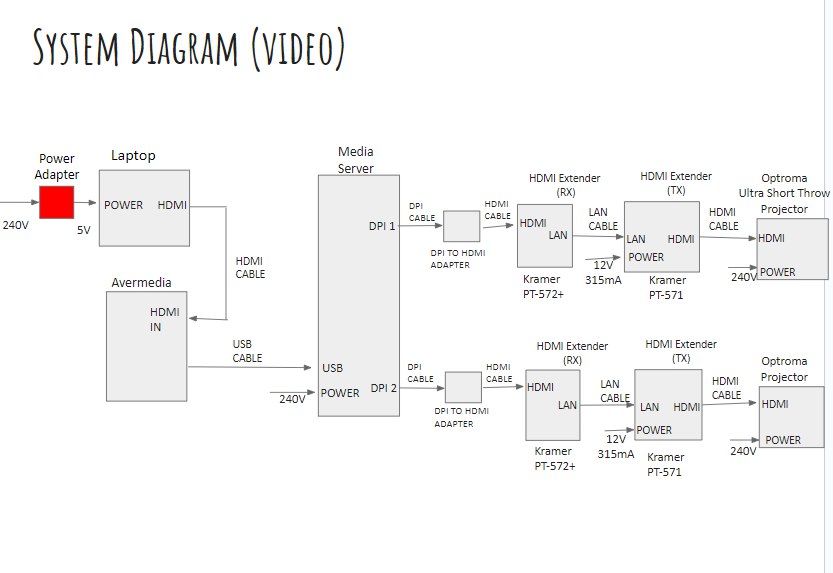 System Diagram (video)
Power
Adapter
240V
5V
Laptop
POWER
HDMI
HDMI
CABLE
Avermedia
HDMI
IN
USB
CABLE
Media
Server
DPI 1
USB
POWER
240V
DPI 2
DPI
CABLE
DPI TO HDMI
ADAPTER
HDMI
CABLE
HDMI Extender
(RX)
HDMI
LAN
Kramer
PT-572+
LAN
CABLE
12V
315mA
HDMI Extender
(TX)
LAN
HDMI
POWER
Kramer
PT-571
HDMI
CABLE
Optroma
Ultra Short Throw
Projector
HDMI
240V
POWER
DPI
CABLE
DPI TO HDMI
ADAPTER
HDMI
CABLE
HDMI Extender
(RX)
HDMI
LAN
Kramer
PT-572+
LAN
CABLE
12V
315mA
HDMI Extender
(TX)
LAN
HDMI
POWER
Kramer
PT-571
HDMI
CABLE
Optroma
Projector
HDMI
240V
POWER